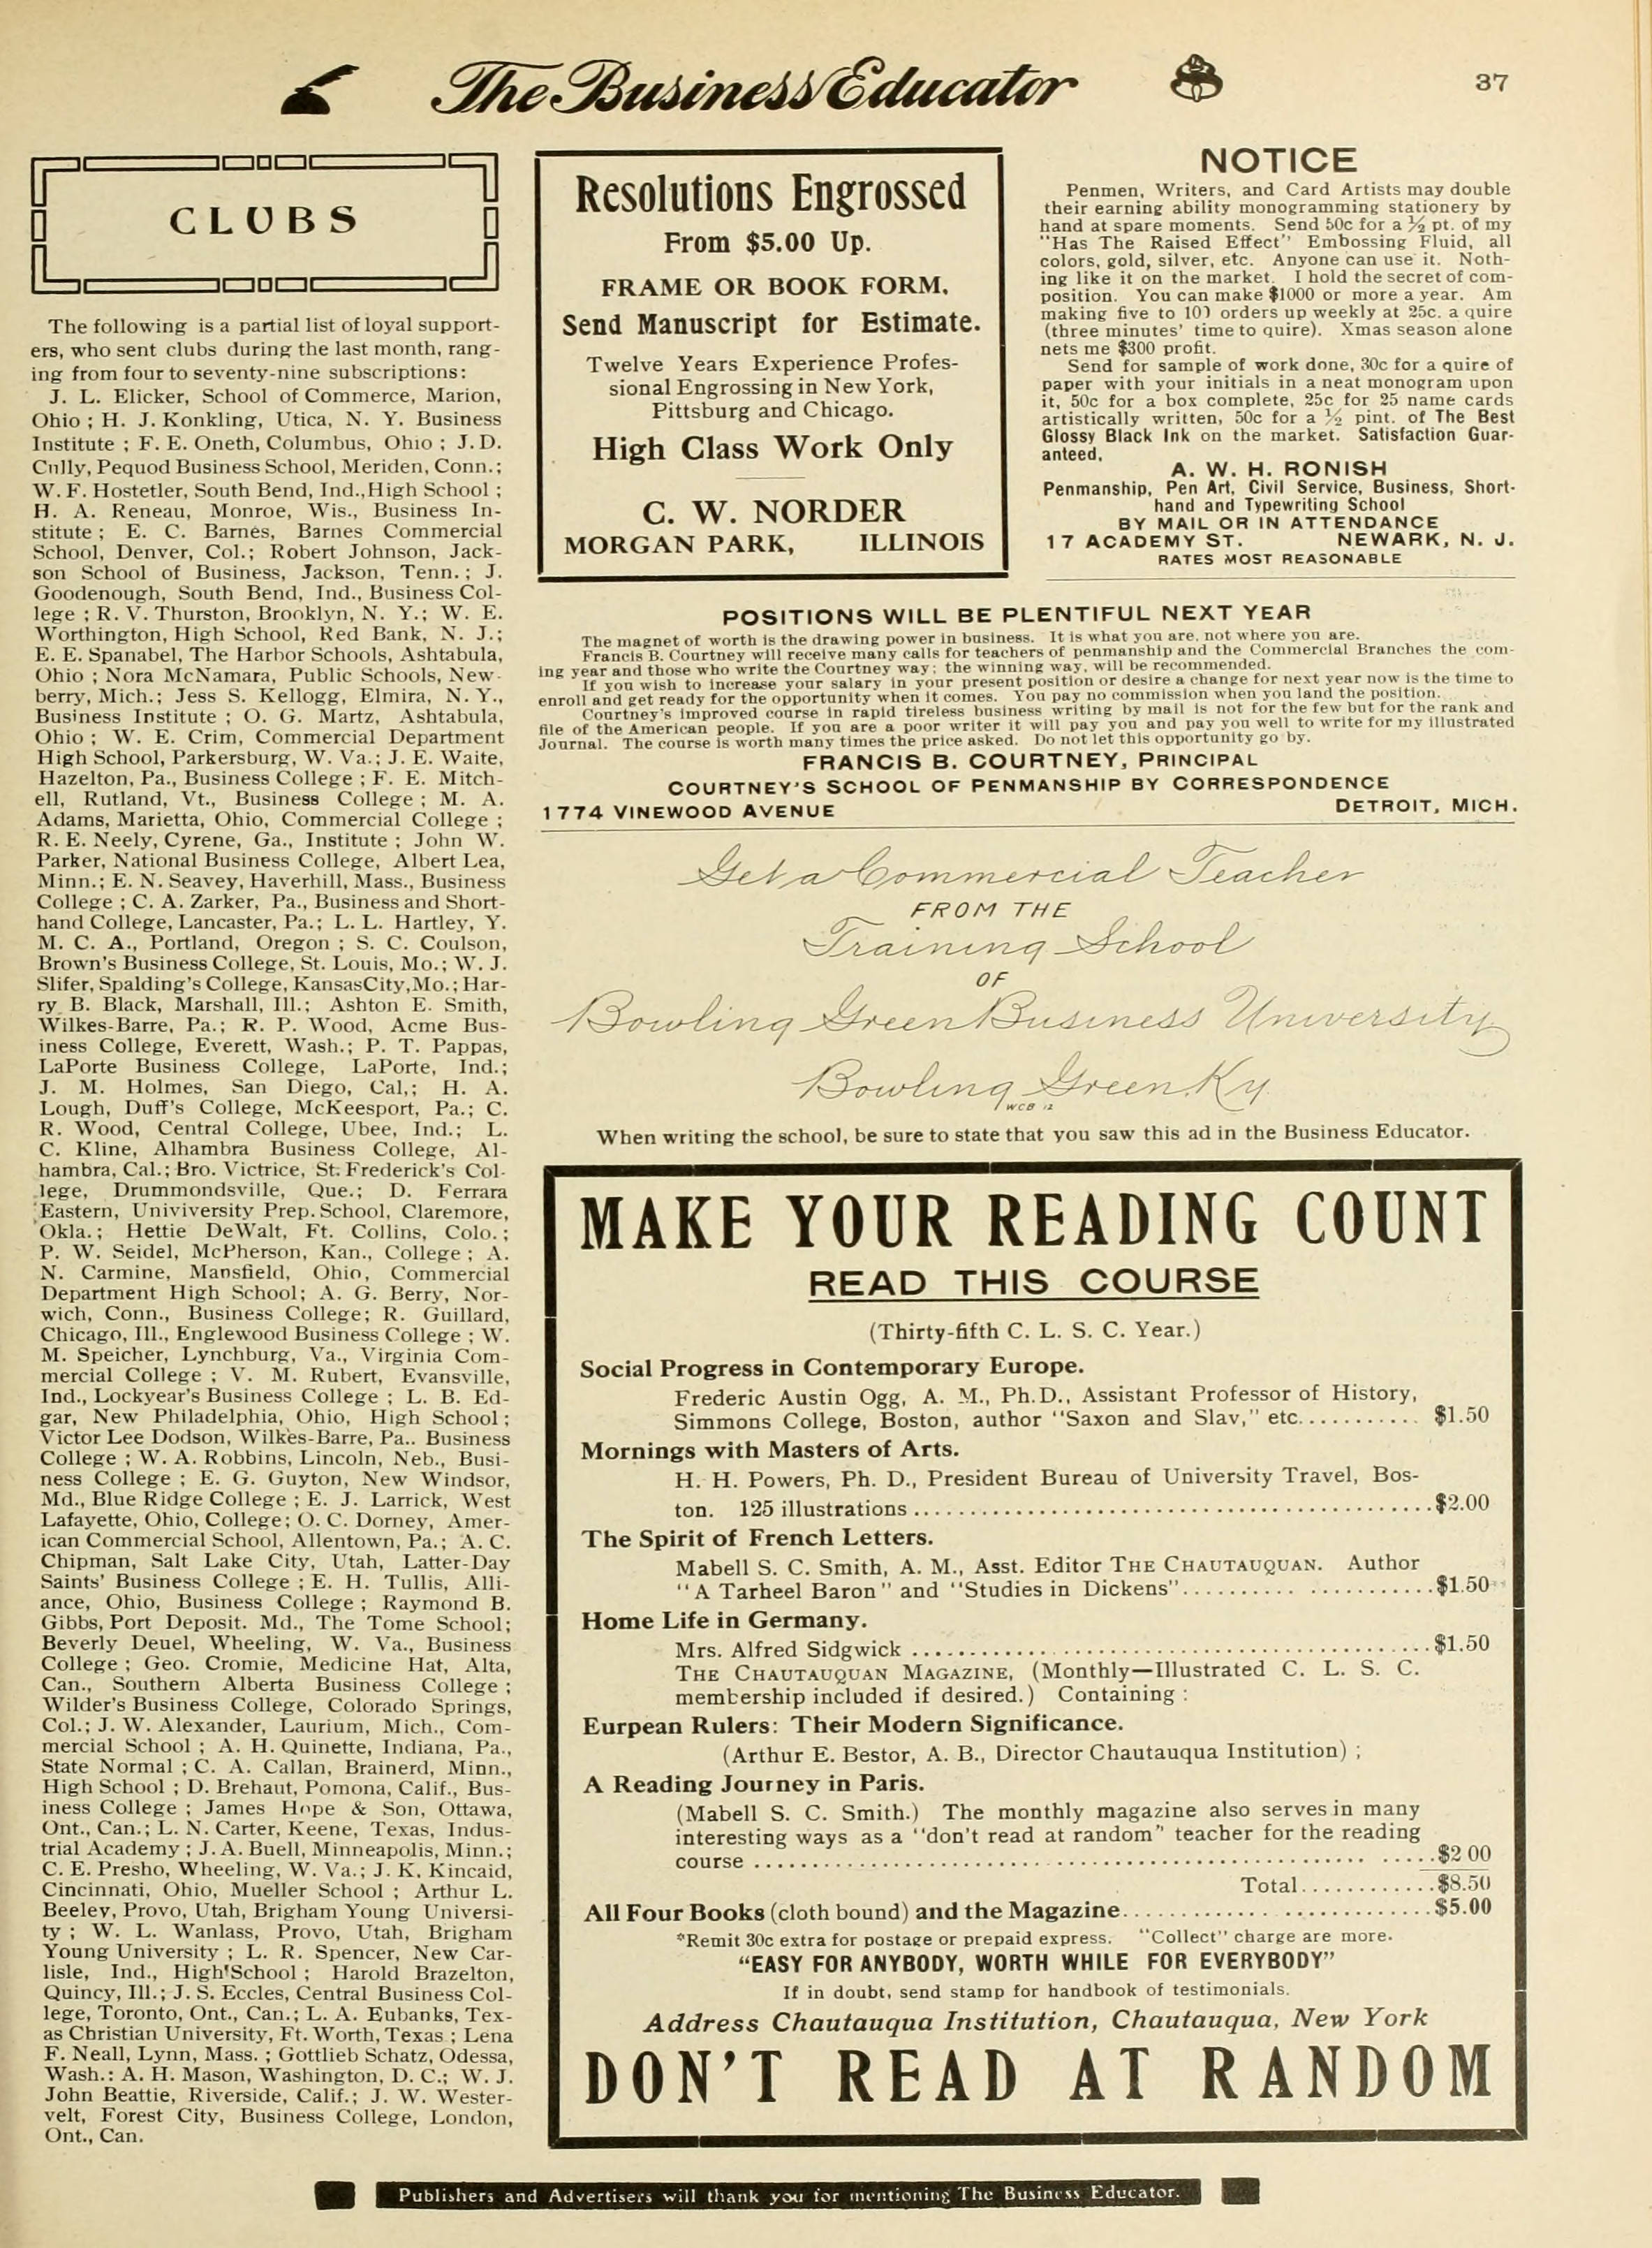 The Business Educator
37
CLUBS
The following is a partial list of loyal support-
ers, who sent clubs during the last month, rang-
ing from four to seventy-nine subscriptions:
J. L. Elicker, School of Commerce, Marion,
Ohio ; H. J. Konkling, Utica, N. Y. Business
Institute ; F. E. Oneth, Columbus, Ohio ; J. D.
Cully, Pequod Business School, Meriden, Conn.;
W. F. Hostetler, South Bend, Ind., High School ;
H. A. Reneau, Monroe, Wis., Business In-
stitute ; E. C. Barnes, Barnes Commercial
School, Denver, Col.; Robert Johnson, Jack-
son School of Business, Jackson, Tenn. ; J.
Goodenough, South Bend, Ind., Business Col-
lege ; R. V. Thurston, Brooklyn, N. Y.; W. E.
Worthington, High School, Red Bank, N. J.;
E. E. Spanabel, The Harbor Schools, Ashtabula,
Ohio ; Nora McNamara, Public Schools, New-
berry, Mich.; Jess S. Kellogg, Elmira, N. Y.,
Business Institute ; O. G. Martz, Ashtabula,
Ohio ; W. E. Crim, Commercial Department
High School, Parkersburg, W. Va.; J. E. Waite,
Hazelton, Pa., Business College ; F. E. Mitch-
ell, Rutland, Vt., Business College ; M. A.
Adams, Marietta, Ohio, Commercial College ;
R. E. Neely, Cyrene, Ga., Institute ; John W.
Parker, National Business College, Albert Lea,
Minn.; E. N. Seavey, Haverhill, Mass., Business
College ; C. A. Zarker, Pa., Business and Short-
hand College, Lancaster, Pa.; L. L. Hartley, Y.
M. C. A., Portland, Oregon ; S. C. Coulson,
Brown's Business College, St. Louis, Mo.; W. J.
Slifer, Spalding's College, KansasCity,Mo.; Har-
ry B. Black, Marshall, Ill.; Ashton E. Smith,
Wilkes-Barre, Pa.; R. P. Wood, Acme Bus-
iness College, Everett, Wash.; P. T. Pappas,
LaPorte Business College, LaPorte, Ind.;
J. M. Holmes, San Diego, Cal,; H. A.
Lough, Duff's College, McKeesport, Pa.; C.
R. Wood, Central College, Ubee, Ind.; L.
C. Kline, Alhambra Business College, Al-
hambra, Cal.; Bro. Victrice, St. Frederick's Col-
lege, Drummondsville, Que.; D. Ferrara
Eastern, Univiversity Prep. School, Claremore,
Okla.; Hettie DeWalt, Ft. Collins, Colo.;
P. W. Seidel, McPherson, Kan., College ; A.
N. Carmine, Mansfield, Ohio, Commercial
Department High School; A. G. Berry, Nor-
wich, Conn., Business College; R. Guillard,
Chicago, Ill., Englewood Business College ; W.
M. Speicher, Lynchburg, Va., Virginia Com-
mercial College ; V. M. Rubert, Evansville,
Ind., Lockyear's Business College ; L. B. Ed-
gar, New Philadelphia, Ohio, High School ;
Victor Lee Dodson, Wilkes-Barre, Pa.. Business
College ; W. A. Robbins, Lincoln, Neb., Busi-
ness College ; E. G. Guyton, New Windsor,
Md., Blue Ridge College ; E. J. Larrick, West
Lafayette, Ohio, College; O. C. Dorney, Amer-
ican Commercial School, Allentown, Pa.; A. C.
Chipman, Salt Lake City, Utah, Latter-Day
Saints' Business College ; E. H. Tullis, Alli-
ance, Ohio, Business College ; Raymond B.
Gibbs, Port Deposit. Md., The Tome School;
Beverly Deuel, Wheeling, W. Va., Business
College ; Geo. Cromie, Medicine Hat, Alta,
Can., Southern Alberta Business College ;
Wilder's Business College, Colorado Springs,
Col.; J. W. Alexander, Laurium, Mich., Com-
mercial School ; A. H. Quinette, Indiana, Pa.,
State Normal ; C. A. Callan, Brainerd, Minn.,
High School ; D. Brehaut, Pomona, Calif., Bus-
iness College ; James Hope & Son, Ottawa,
Ont., Can.; L. N. Carter, Keene, Texas, Indus-
trial Academy ; J. A. Buell, Minneapolis, Minn.;
C. E. Presho, Wheeling, W. Va.; J. K. Kincaid,
Cincinnati, Ohio, Mueller School ; Arthur L.
Beeley, Provo, Utah, Brigham Young Universi-
ty ; W. L. Wanlass, Provo, Utah, Brigham
Young University ; L. R. Spencer, New Car-
lisle, Ind., High School ; Harold Brazelton,
Quincy, Ill.; J. S. Eccles, Central Business Col-
lege, Toronto, Ont., Can.; L. A. Eubanks, Tex-
as Christian University, Ft. Worth, Texas ; Lena
F. Neall, Lynn, Mass. ; Gottlieb Schatz, Odessa,
Wash.: A. H. Mason, Washington, D. C.; W. J.
John Beattie, Riverside, Calif.; J. W. Wester-
velt, Forest City, Business College, London,
Ont., Can.
Resolutions Engrossed
From $5.00 Up.
FRAME OR BOOK FORM.
Send Manuscript for Estimate.
Twelve Years Experience Profes-
sional Engrossing in New York,
Pittsburg and Chicago.
High Class Work Only
C. W. NORDER
MORGAN PARK, ILLINOIS
NOTICE
Penmen, Writers, and Card Artists may double
their earning ability monogramming stationery by
hand at spare moments. Send 50c for a ½ pt. of my
"Has The Raised Effect" Embossing Fluid, all
colors, gold, silver, etc. Anyone can use it. Noth-
ing like it on the market. I hold the secret of com-
position. You can make $1000 or more a year. Am
making five to 100 orders up weekly at 25c. a quire
(three minutes' time to quire). Xmas season alone
nets me $300 profit.
Send for sample of work done, 30c for a quire of
paper with your initials in a neat monogram upon
it, 50c for a box complete, 25c for 25 name cards
artistically written, 50c for a ½ pint. of The Best
Glossy Black Ink on the market. Satisfaction Guar-
anteed.
A. W. H. RONISH
Penmanship, Pen Art, Civil Service, Business, Short-
hand and Typewriting School
BY MAIL OR IN ATTENDANCE
17 ACADEMY ST. NEWARK, N. J.
RATES MOST REASONABLE
POSITIONS WILL BE PLENTIFUL NEXT YEAR
The magnet of worth is the drawing power in business. It is what you are, not where you are.
Francis B. Courtney will receive many calls for teachers of penmanship and the Commercial Branches the com-
ing year and those who write the Courtney way; the winning way, will be recommended.
If you wish to increase your salary in your present position or desire a change for next year now is the time to
enroll and get ready for the opportunity when it comes. You pay no commission when you land the position.
Courtney's improved course in rapid tireless business writing by mail is not for the few but for the rank and
file of the American people. If you are a poor writer it will pay you and pay you well to write for my illustrated
Journal. The course is worth many times the price asked. Do not let this opportunity go by.
FRANCIS B. COURTNEY, PRINCIPAL
COURTNEY'S SCHOOL OF PENMANSHIP BY CORRESPONDENCE
1774 VINEWOOD AVENUE DETROIT, MICH.
Get a Commercial Teacher
FROM THE
Training School
OF
Bowling Green Business University
Bowling Green, Ky.
WCB 12
When writing the school, be sure to state that you saw this ad in the Business Educator.
MAKE YOUR READING COUNT
READ THIS COURSE
(Thirty-fifth C. L. S. C. Year.)
Social Progress in Contemporary Europe.
Frederic Austin Ogg, A. M., Ph.D., Assistant Professor of History,
Simmons College, Boston, author "Saxon and Slav," etc........... $1.50
Mornings with Masters of Arts.
H. H. Powers, Ph. D., President Bureau of University Travel, Bos-
ton. 125 illustrations ........................................$2.00
The Spirit of French Letters.
Mabell S. C. Smith, A. M., Asst. Editor THE CHAUTAUQUAN. Author
"A Tarheel Baron" and "Studies in Dickens"......................$1.50
Home Life in Germany.
Mrs. Alfred Sidgwick ........................................$1.50
THE CHAUTAUQUAN MAGAZINE, (Monthly—Illustrated C. L. S. C.
membership included if desired.) Containing :
Eurpean Rulers: Their Modern Significance.
(Arthur E. Bestor, A. B., Director Chautauqua Institution) ;
A Reading Journey in Paris.
(Mabell S. C. Smith.) The monthly magazine also serves in many
interesting ways as a "don't read at random" teacher for the reading
course ........................................$2 00
Total............$8.50
All Four Books (cloth bound) and the Magazine..........................$5.00
*Remit 30c extra for postage or prepaid express. "Collect" charge are more.
"EASY FOR ANYBODY, WORTH WHILE FOR EVERYBODY"
If in doubt, send stamp for handbook of testimonials.
Address Chautauqua Institution, Chautauqua, New York
DON'T READ AT RANDOM
Publishers and Advertisers will thank you for mentioning The Business Educator.